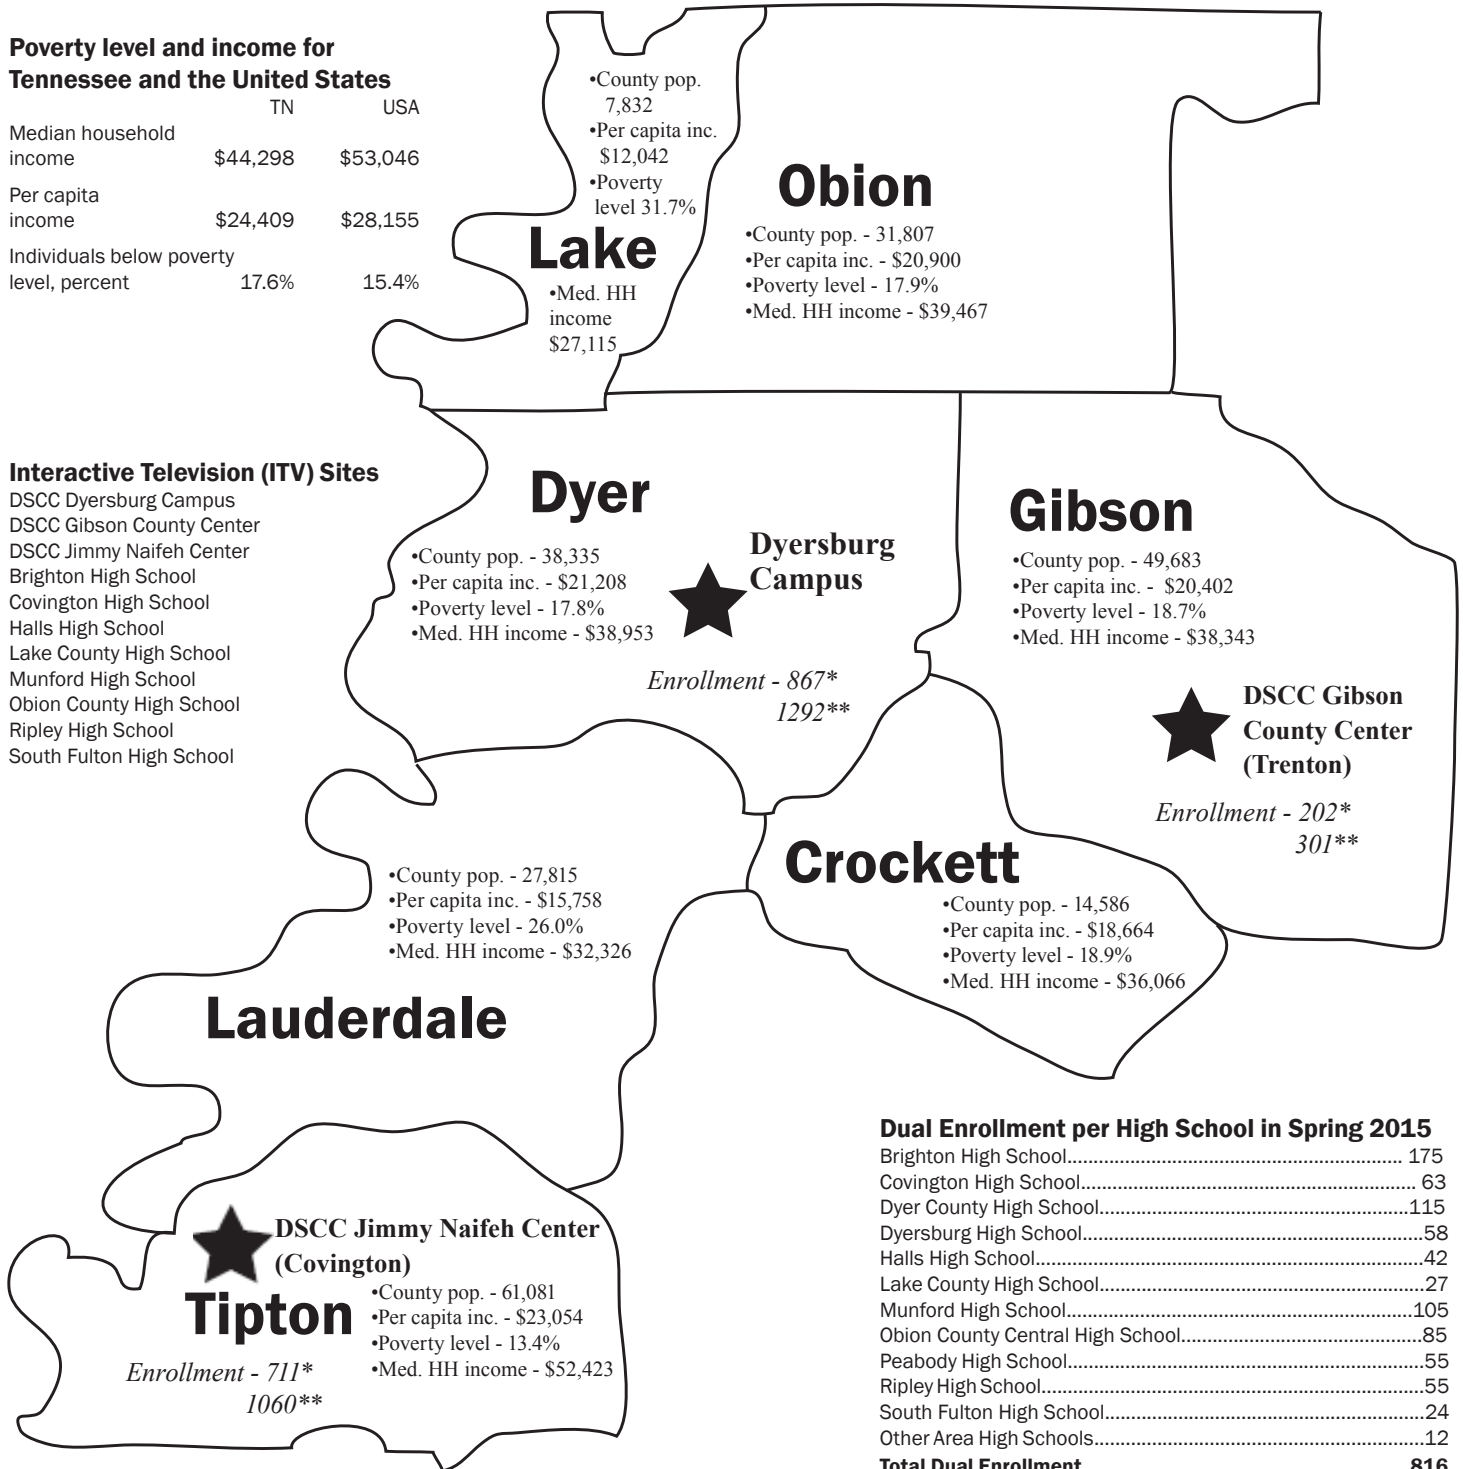 Poverty level and income for
Tennessee and the United States
TN USA
Median household
income $44,298 $53,046
Per capita
income $24,409 $28,155
Individuals below poverty
level, percent 17.6% 15.4%
•County pop.
7,832
•Per capita inc.
$12,042
•Poverty
level 31.7%
Lake
•Med. HH
income
$27,115
Obion
•County pop. - 31,807
•Per capita inc. - $20,900
•Poverty level - 17.9%
•Med. HH income - $39,467
Interactive Television (ITV) Sites
DSCC Dyersburg Campus
DSCC Gibson County Center
DSCC Jimmy Naifeh Center
Brighton High School
Covington High School
Halls High School
Lake County High School
Munford High School
Obion County High School
Ripley High School
South Fulton High School
Dyer
•County pop. - 38,335
•Per capita inc. - $21,208
•Poverty level - 17.8%
•Med. HH income - $38,953
Dyersburg
Campus
Enrollment - 867*
1292**
Gibson
•County pop. - 49,683
•Per capita inc. - $20,402
•Poverty level - 18.7%
•Med. HH income - $38,343
DSCC Gibson
County Center
(Trenton)
Enrollment - 202*
301**
Crockett
•County pop. - 14,586
•Per capita inc. - $18,664
•Poverty level - 18.9%
•Med. HH income - $36,066
•County pop. - 27,815
•Per capita inc. - $15,758
•Poverty level - 26.0%
•Med. HH income - $32,326
Lauderdale
DSCC Jimmy Naifeh Center
(Covington)
Tipton
•County pop. - 61,081
•Per capita inc. - $23,054
•Poverty level - 13.4%
•Med. HH income - $52,423
Enrollment - 711*
1060**
Dual Enrollment per High School in Spring 2015
Brighton High School............................................................. 175
Covington High School............................................................. 63
Dyer County High School.........................................................115
Dyersburg High School..............................................................58
Halls High School.......................................................................42
Lake County High School...........................................................27
Munford High School...............................................................105
Obion County Central High School............................................85
Peabody High School.................................................................55
Ripley High School.....................................................................55
South Fulton High School..........................................................24
Other Area High Schools............................................................12
Total Dual Enrollment 816